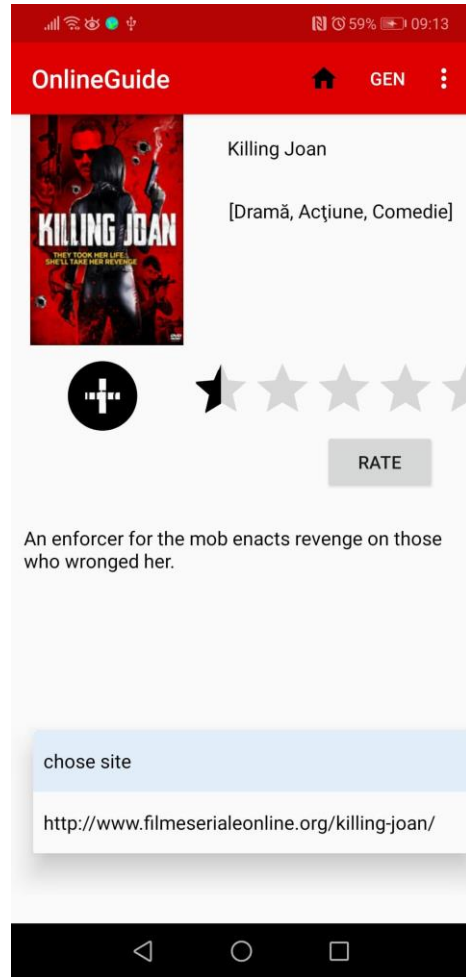 59% 09:13
OnlineGuide GEN
Killing Joan
[Dramă, Acţiune, Comedie]
KILLING JOAN
THEY TOOK HER LIFE.
SHE'LL TAKE HER REVENGE
DVD
RATE
An enforcer for the mob enacts revenge on those
who wronged her.
chose site
http://www.filmeserialeonline.org/killing-joan/